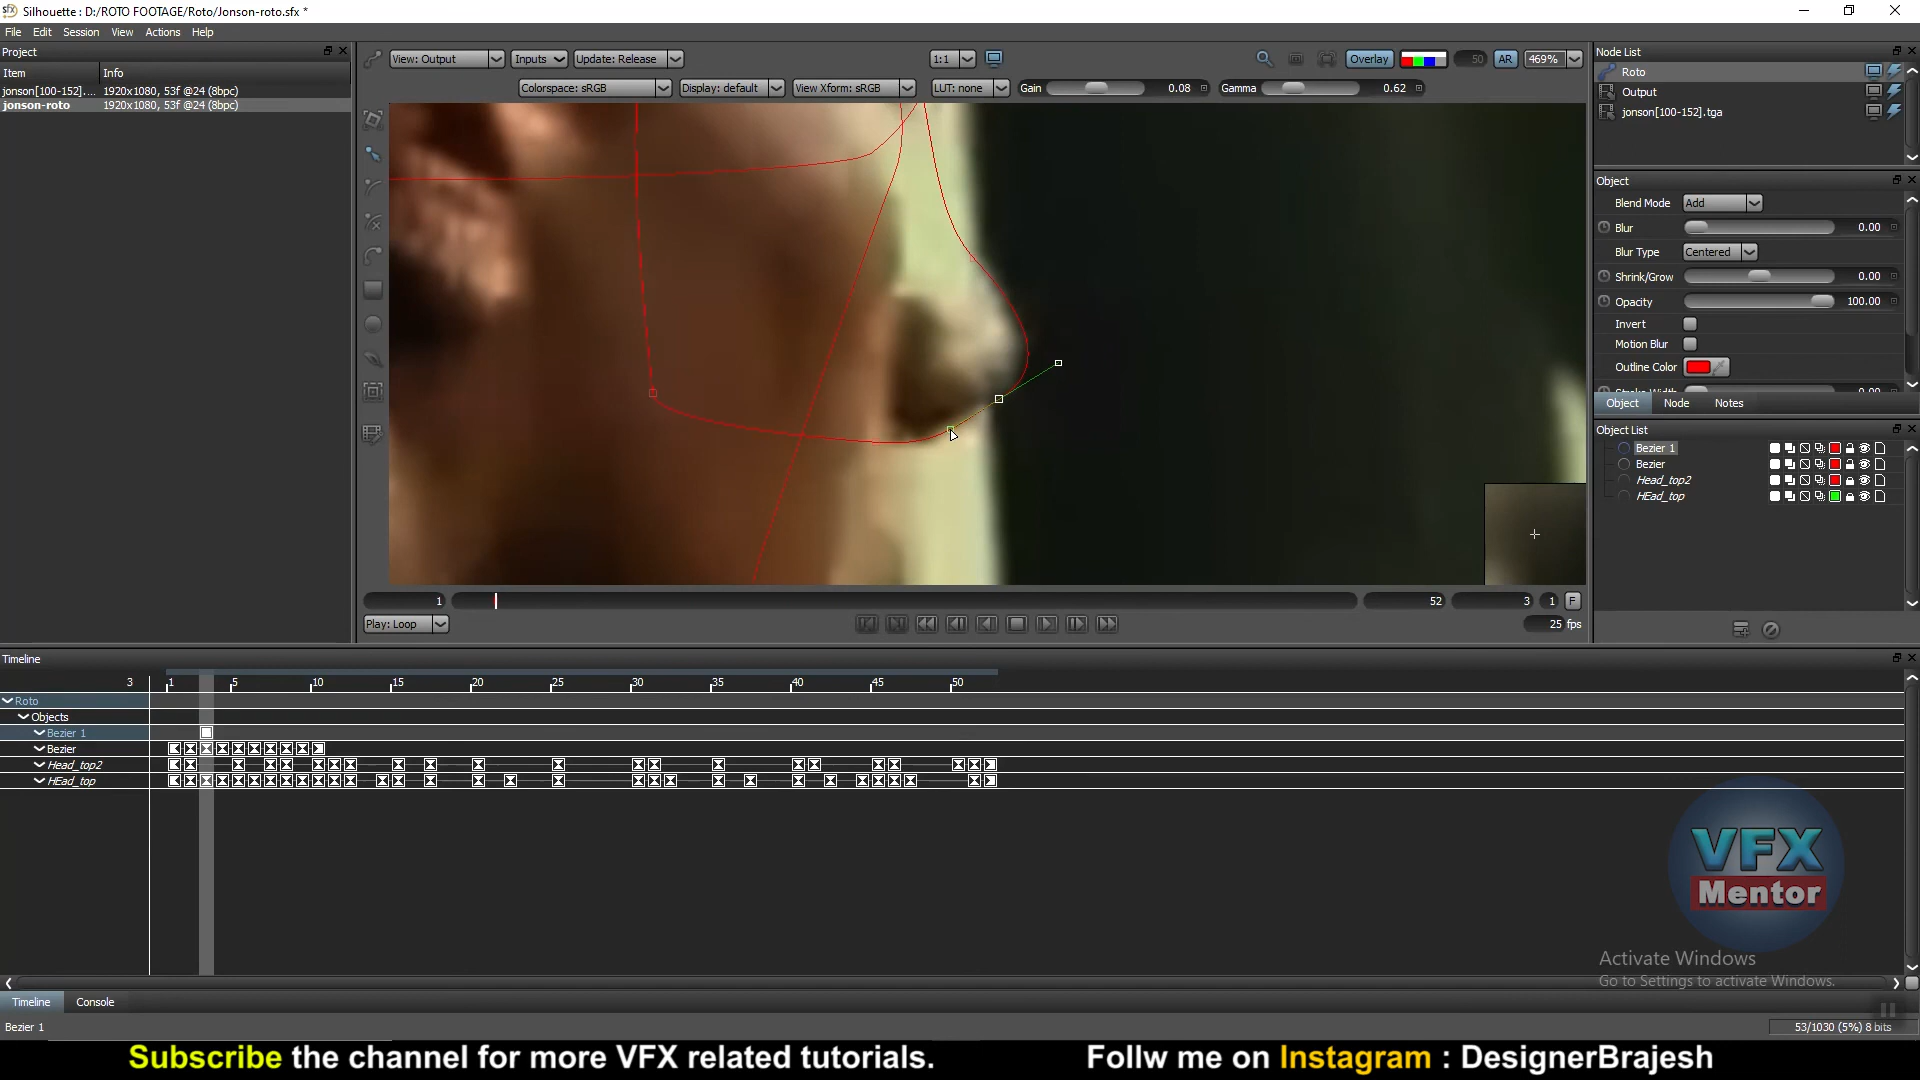 Silhouette : D:/ROTO FOOTAGE/Roto/Jonson-roto.sfx *
File Edit Session View Actions Help
Project
Item Info
jonson[100-152].... 1920x1080, 53f @24 (8bpc)
jonson-roto 1920x1080, 53f @24 (8bpc)
View: Output Inputs Update: Release 1:1 Overlay 50 AR 469%
Colorspace: sRGB Display: default View Xform: sRGB LUT: none Gain 0.08 Gamma 0.62
Node List
Roto
Output
jonson[100-152].tga
Object
Blend Mode Add
Blur 0.00
Blur Type Centered
Shrink/Grow 0.00
Opacity 100.00
Invert
Motion Blur
Outline Color
Stroke Width 0.00
Object Node Notes
Object List
Bezier 1
Bezier
Head_top2
HEad_top
1 52 3 1 F
Play: Loop 25 fps
Timeline
3 1 5 10 15 20 25 30 35 40 45 50
Roto
Objects
Bezier 1
Bezier
Head_top2
HEad_top
VFX
Mentor
Activate Windows
Go to Settings to activate Windows.
Timeline Console
Bezier 1 53/1030 (5%) 8 bits
Subscribe the channel for more VFX related tutorials. Follw me on Instagram : DesignerBrajesh